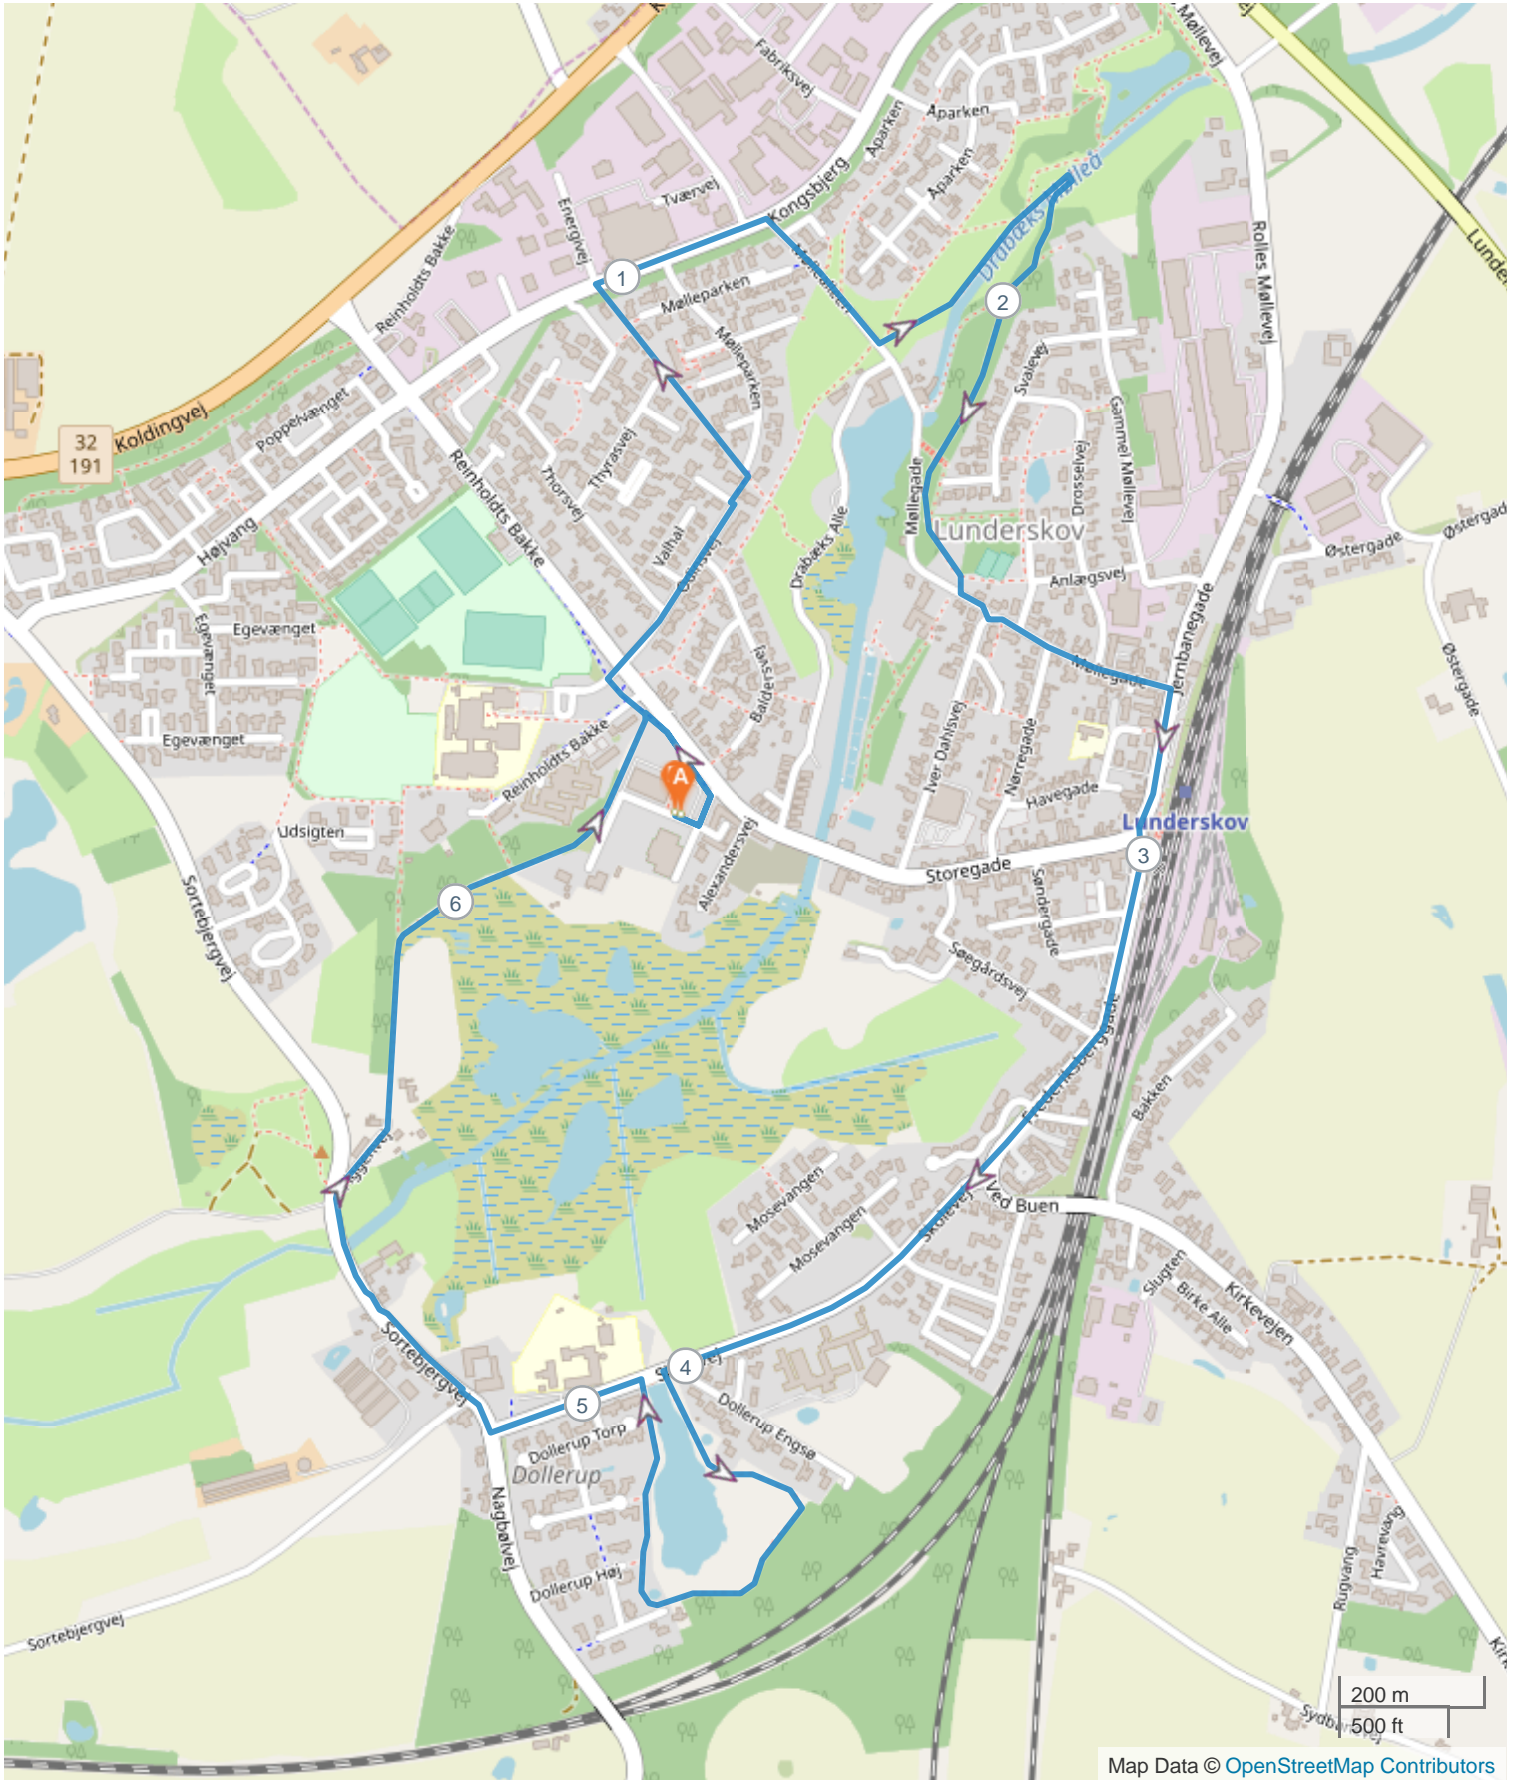 Møllevej
Fabriksvej
Aparken
Aparken
Aparken
Kongsbjerg
Tværvej
Energivej
Drabæks Mølleå
Reinholdts Bakke
Rolles Møllevej
Mølleparken
1
2
Mølleparken
Svalevej
Poppelvænget
Koldingvej
32
191
Gammel Møllevej
Thyrasvej
Thorsvej
Drosselvej
Reinholdts Bakke
Møllegade
Højvang
Valhal
Odinsvej
Drabæks Alle
Lunderskov
Østergade
Østergade
Anlægsvej
Jernbanegade
Egevænget
Egevænget
Baldersvej
Møllegade
Østergade
Egevænget
Reinholdts Bakke
A
Iver Dahlsvej
Nørregade
Havegade
Udsigten
Lunderskov
Alexandersvej
3
Storegade
Sortebjergvej
6
Søndergade
Søegårdsvej
Frederiksberggade
Bakken
Mosevangen
Mosevangen
Skolevej
Ved Buen
Slugten
Birke Alle
Kirkevejen
Sortebjergvej
4
5
Dollerup Engsø
Dollerup Torp
Dollerup
Nagbølvej
Dollerup Høj
Rugvang
Havrevang
Sortebjergvej
200 m
500 ft
Map Data © OpenStreetMap Contributors